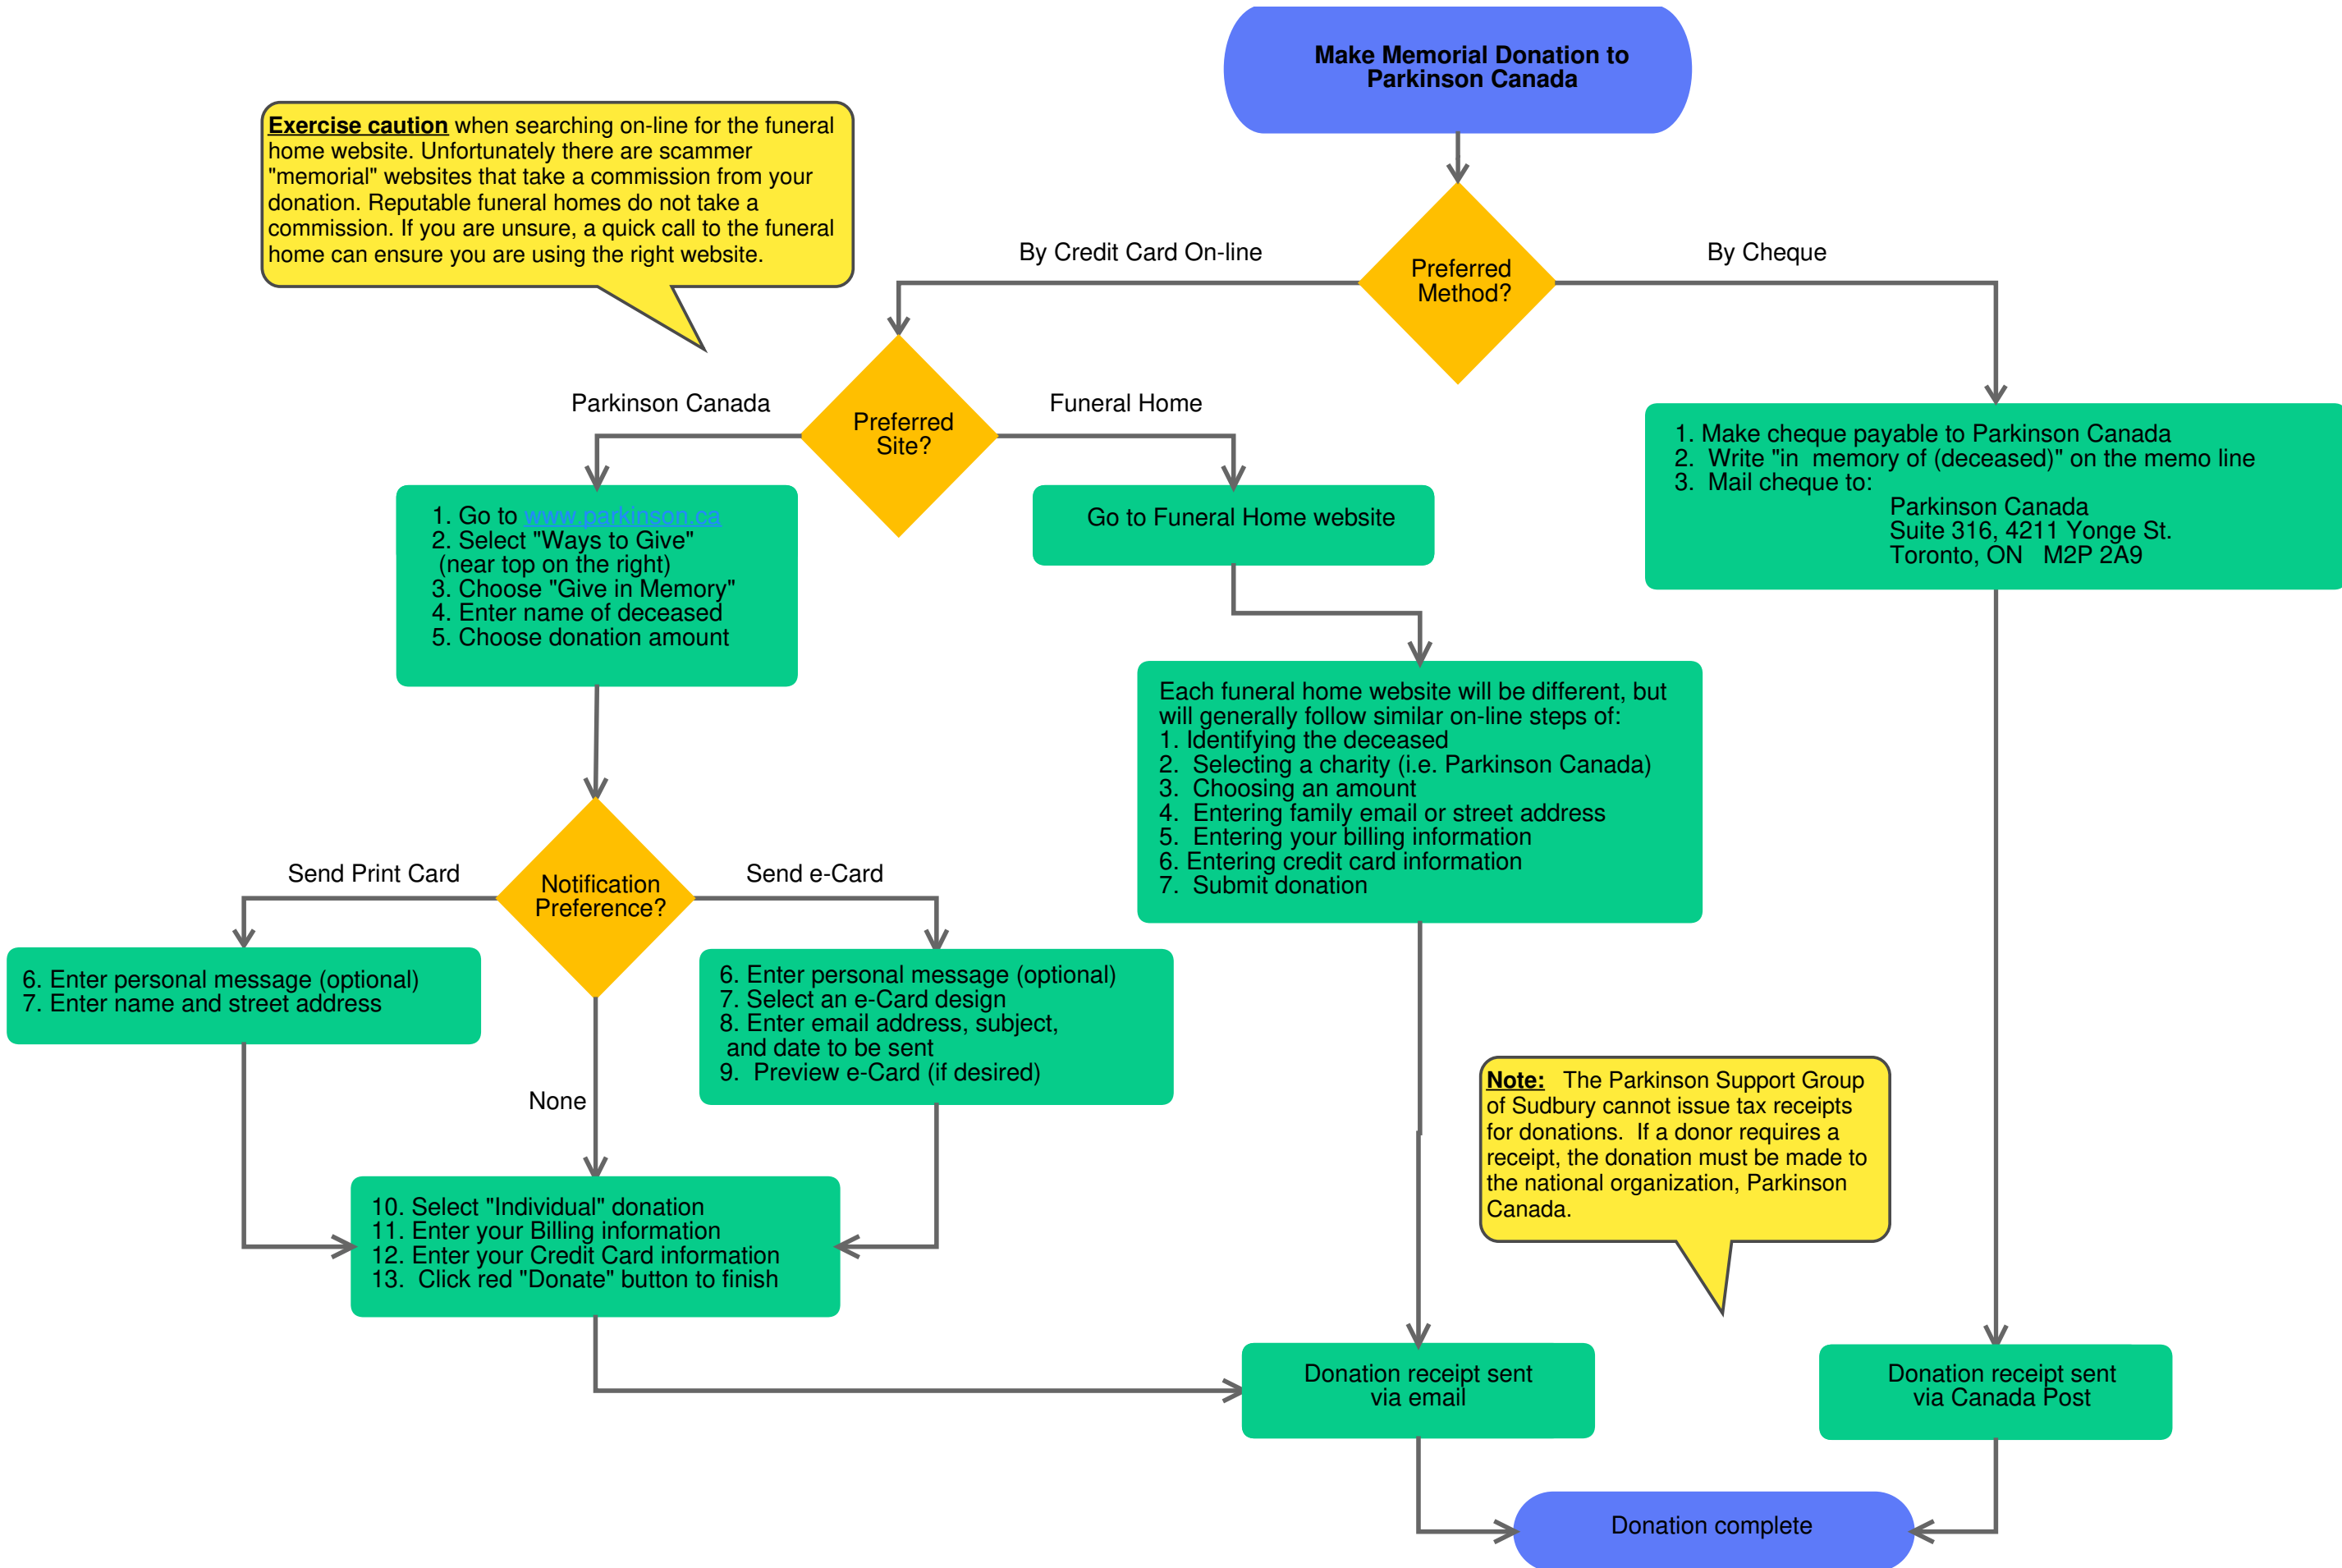 Make Memorial Donation to
Parkinson Canada
Exercise caution when searching on-line for the funeral
home website. Unfortunately there are scammer
"memorial" websites that take a commission from your
donation. Reputable funeral homes do not take a
commission. If you are unsure, a quick call to the funeral
home can ensure you are using the right website.
By Credit Card On-line
Preferred
Method?
By Cheque
Parkinson Canada
Preferred
Site?
Funeral Home
1. Make cheque payable to Parkinson Canada
2.  Write "in  memory of (deceased)" on the memo line
3.  Mail cheque to:
Parkinson Canada
Suite 316, 4211 Yonge St.
Toronto, ON   M2P 2A9
1. Go to www.parkinson.ca
2. Select "Ways to Give"
(near top on the right)
3. Choose "Give in Memory"
4. Enter name of deceased
5. Choose donation amount
Go to Funeral Home website
Each funeral home website will be different, but
will generally follow similar on-line steps of:
1. Identifying the deceased
2.  Selecting a charity (i.e. Parkinson Canada)
3.  Choosing an amount
4.  Entering family email or street address
5.  Entering your billing information
6. Entering credit card information
7.  Submit donation
Send Print Card
Notification
Preference?
Send e-Card
6. Enter personal message (optional)
7. Enter name and street address
6. Enter personal message (optional)
7. Select an e-Card design
8. Enter email address, subject,
and date to be sent
9.  Preview e-Card (if desired)
None
Note:   The Parkinson Support Group
of Sudbury cannot issue tax receipts
for donations.  If a donor requires a
receipt, the donation must be made to
the national organization, Parkinson
Canada.
10. Select "Individual" donation
11. Enter your Billing information
12. Enter your Credit Card information
13.  Click red "Donate" button to finish
Donation receipt sent
via email
Donation receipt sent
via Canada Post
Donation complete